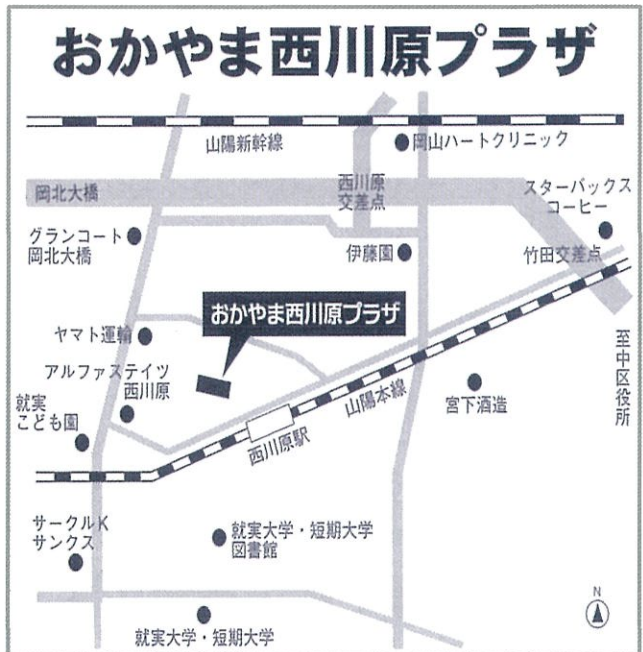 おかやま西川原プラザ
山陽新幹線
岡山ハートクリニック
岡北大橋
西川原
交差点
スターバックス
コーヒー
グランコート
岡北大橋
伊藤園
竹田交差点
おかやま西川原プラザ
ヤマト運輸
アルファステイツ
西川原
就実
こども園
西川原駅
山陽本線
宮下酒造
至中区役所
サークルK
サンクス
就実大学・短期大学
図書館
就実大学・短期大学
N